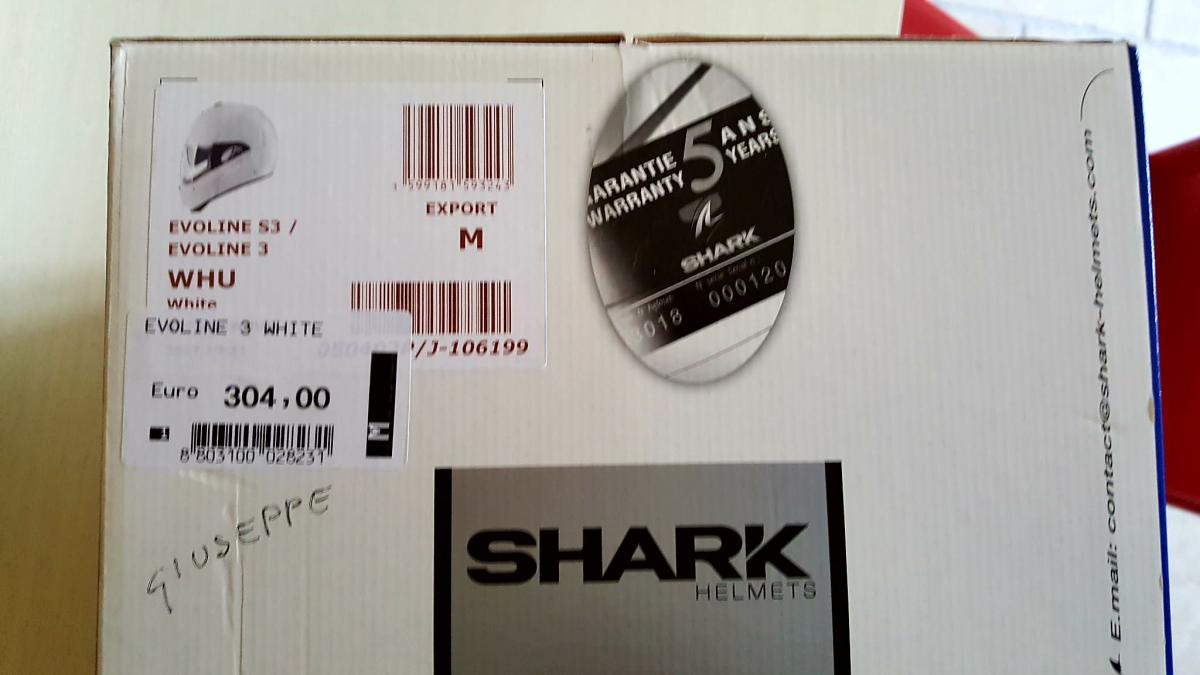 EVOLINE S3 /
EVOLINE 3
WHU
White
3 599181 593243
EXPORT
M
P/J-106199
EVOLINE 3 WHITE
Euro 304,00
M
8 803100 028231
GIUSEPPE
GARANTIE 5 ANS
WARRANTY YEARS
SHARK
000120
SHARK
HELMETS
E.mail: contact@shark-helmets.com